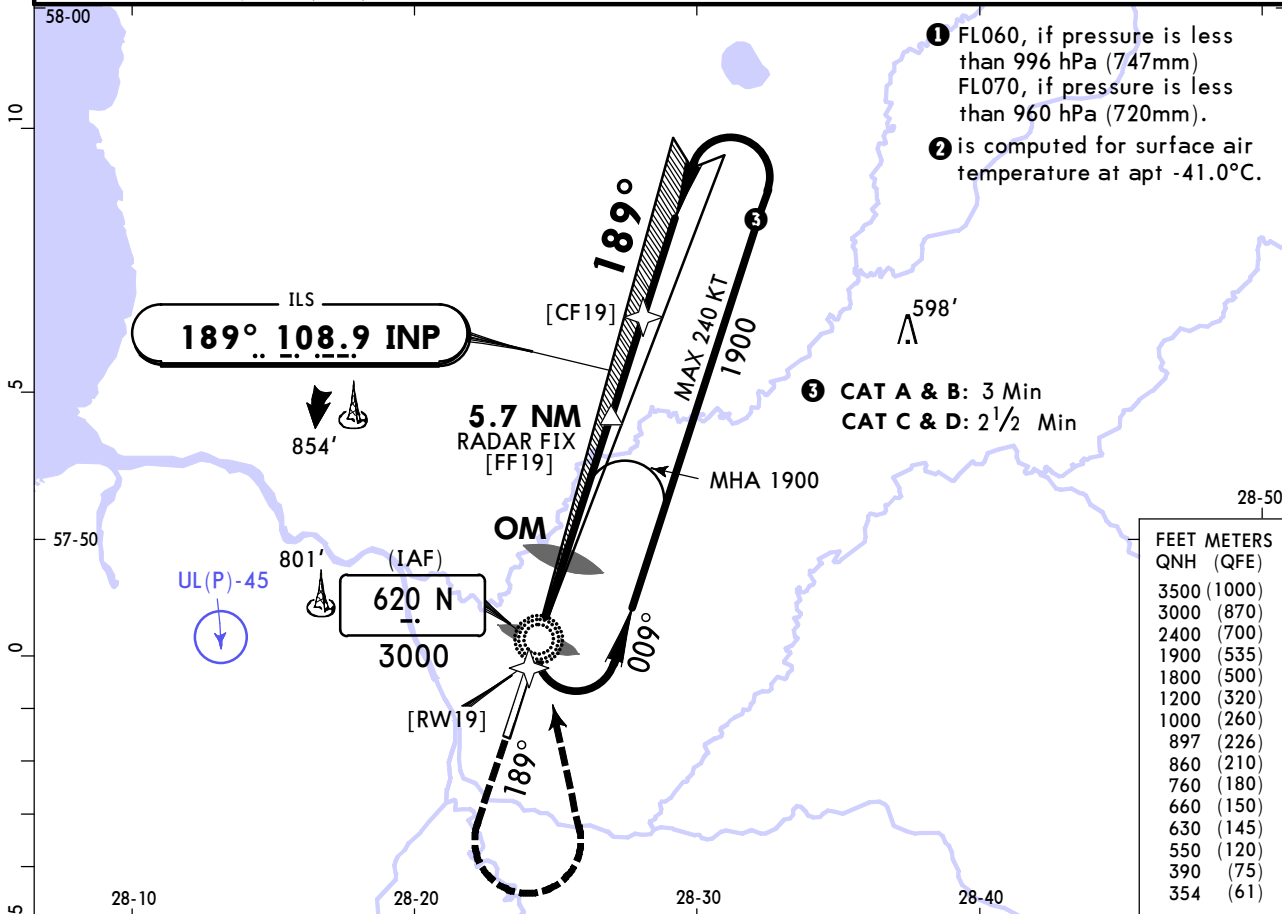 58-00
❶ FL060, if pressure is less
than 996 hPa (747mm)
FL070, if pressure is less
than 960 hPa (720mm).
❷ is computed for surface air
temperature at apt -41.0°C.
10
189°
❸
ILS
189° 108.9 INP
[CF19]
MAX 240 KT
1900
598'
5
❸ CAT A & B: 3 Min
CAT C & D: 2 1/2 Min
854'
5.7 NM
RADAR FIX
[FF19]
MHA 1900
28-50
57-50
OM
801'
(IAF)
UL(P)-45
620 N
3000
009°
0
[RW19]
189°
FEET METERS
QNH (QFE)
3500 (1000)
3000 (870)
2400 (700)
1900 (535)
1800 (500)
1200 (320)
1000 (260)
897 (226)
860 (210)
760 (180)
660 (150)
630 (145)
550 (120)
390 (75)
354 (61)
5
28-10
28-20
28-30
28-40